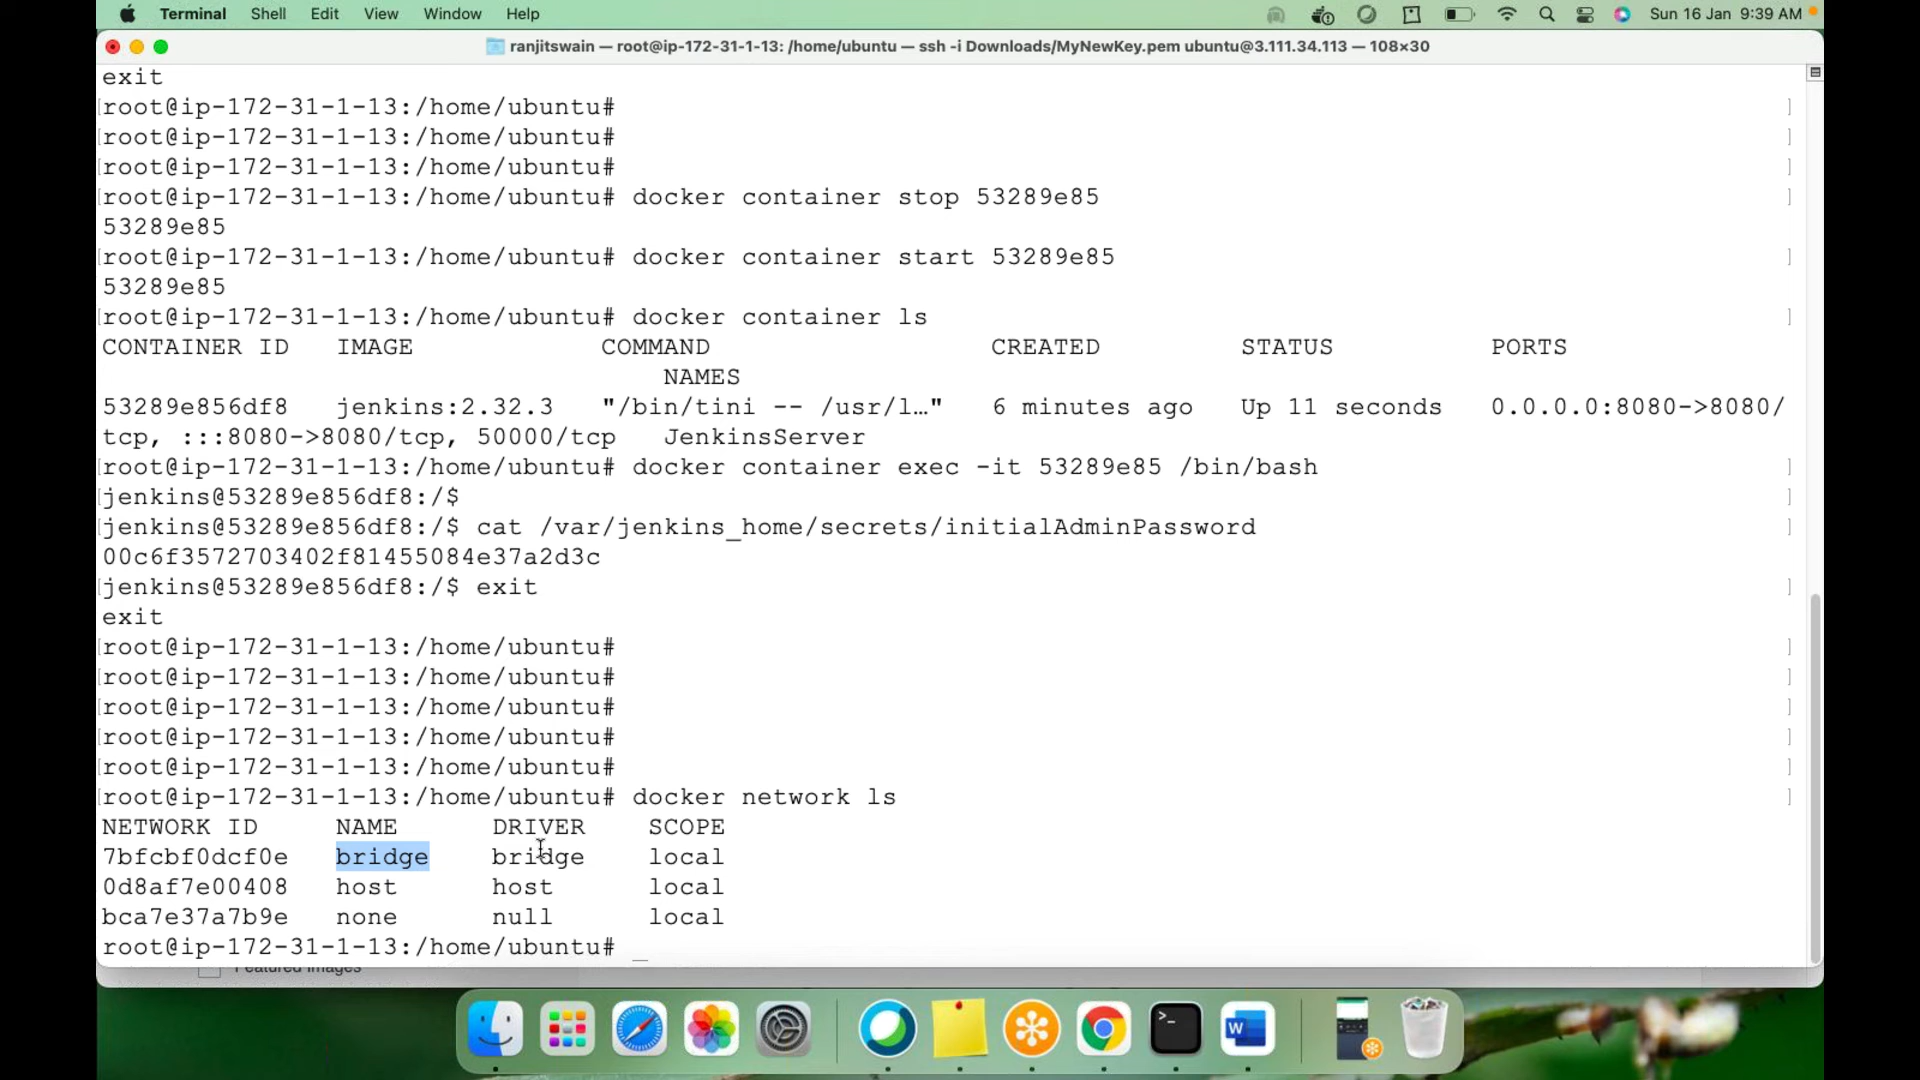 Terminal Shell Edit View Window Help Sun 16 Jan 9:39 AM
ranjitswain — root@ip-172-31-1-13: /home/ubuntu — ssh -i Downloads/MyNewKey.pem ubuntu@3.111.34.113 — 108×30
exit
[root@ip-172-31-1-13:/home/ubuntu# ]
[root@ip-172-31-1-13:/home/ubuntu# ]
[root@ip-172-31-1-13:/home/ubuntu# ]
[root@ip-172-31-1-13:/home/ubuntu# docker container stop 53289e85 ]
53289e85
[root@ip-172-31-1-13:/home/ubuntu# docker container start 53289e85 ]
53289e85
[root@ip-172-31-1-13:/home/ubuntu# docker container ls ]
CONTAINER ID IMAGE COMMAND CREATED STATUS PORTS
NAMES
53289e856df8 jenkins:2.32.3 "/bin/tini -- /usr/l…" 6 minutes ago Up 11 seconds 0.0.0.0:8080->8080/
tcp, :::8080->8080/tcp, 50000/tcp JenkinsServer
[root@ip-172-31-1-13:/home/ubuntu# docker container exec -it 53289e85 /bin/bash ]
[jenkins@53289e856df8:/$ ]
[jenkins@53289e856df8:/$ cat /var/jenkins_home/secrets/initialAdminPassword ]
00c6f3572703402f81455084e37a2d3c
[jenkins@53289e856df8:/$ exit ]
exit
[root@ip-172-31-1-13:/home/ubuntu# ]
[root@ip-172-31-1-13:/home/ubuntu# ]
[root@ip-172-31-1-13:/home/ubuntu# ]
[root@ip-172-31-1-13:/home/ubuntu# ]
[root@ip-172-31-1-13:/home/ubuntu# ]
[root@ip-172-31-1-13:/home/ubuntu# docker network ls ]
NETWORK ID NAME DRIVER SCOPE
7bfcbf0dcf0e bridge bridge local
0d8af7e00408 host host local
bca7e37a7b9e none null local
root@ip-172-31-1-13:/home/ubuntu# _
Featured Images